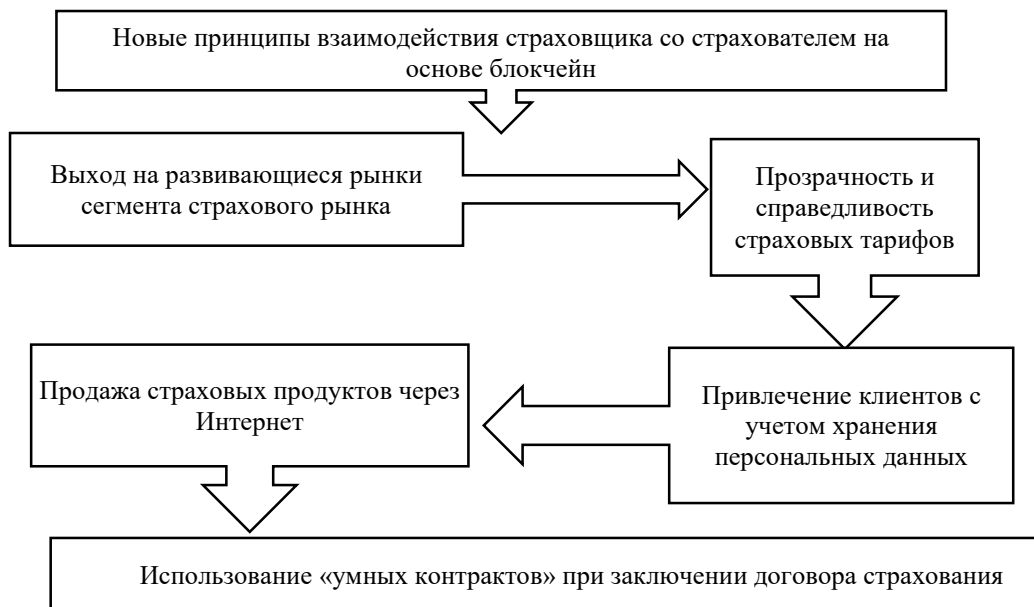 Новые принципы взаимодействия страховщика со страхователем на
основе блокчейн
Выход на развивающиеся рынки
сегмента страхового рынка
Прозрачность и
справедливость
страховых тарифов
Привлечение клиентов с
учетом хранения
персональных данных
Продажа страховых продуктов через
Интернет
Использование «умных контрактов» при заключении договора страхования